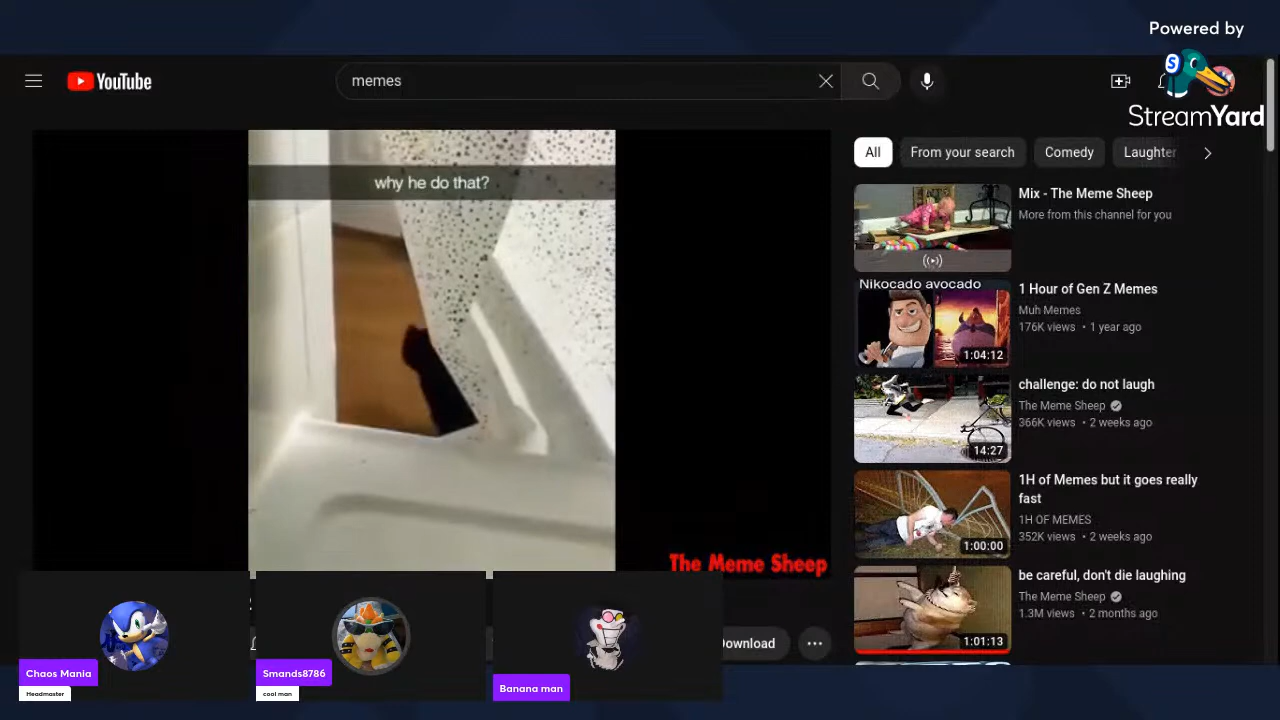 Powered by
StreamYard
YouTube
memes
All
From your search
Comedy
Laughter
why he do that?
The Meme Sheep
Mix - The Meme Sheep
More from this channel for you
Nikocado avocado
1:04:12
1 Hour of Gen Z Memes
Muh Memes
176K views • 1 year ago
14:27
challenge: do not laugh
The Meme Sheep
366K views • 2 weeks ago
1:00:00
1H of Memes but it goes really
fast
1H OF MEMES
352K views • 2 weeks ago
1:01:13
be careful, don't die laughing
The Meme Sheep
1.3M views • 2 months ago
Download
Chaos Mania
Headmaster
Smands8786
cool man
Banana man